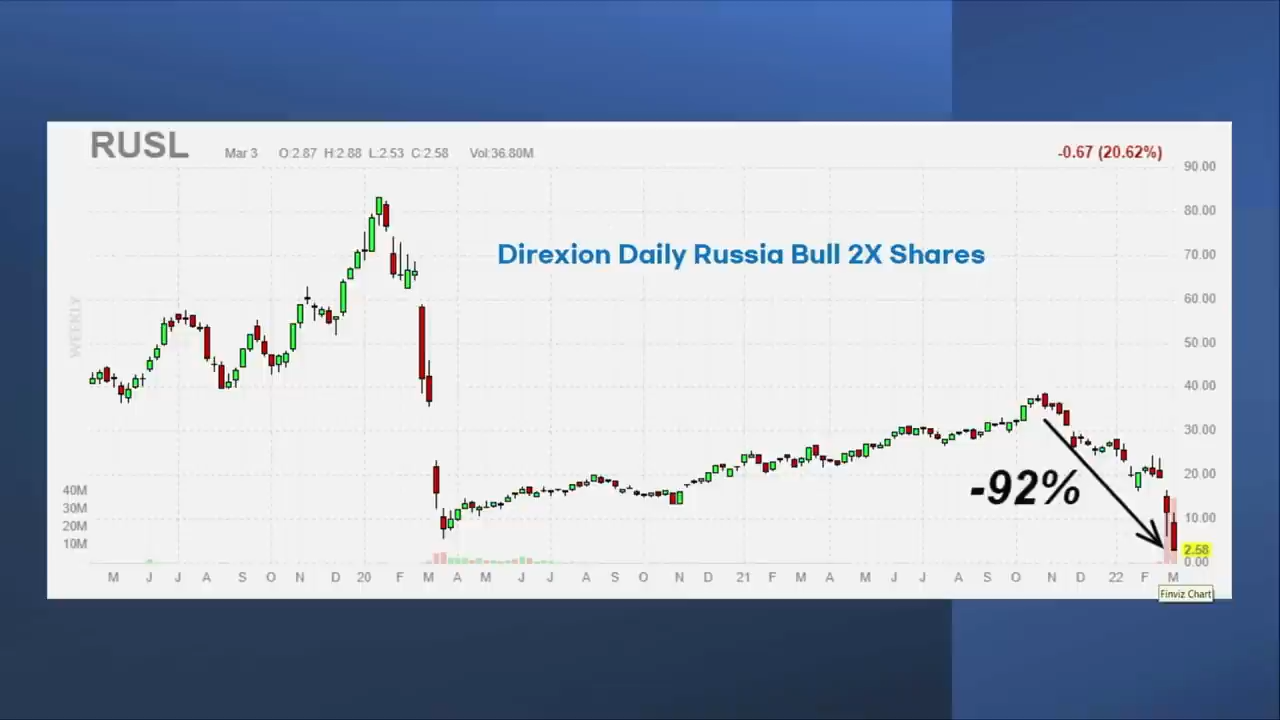 RUSL Mar 3 O:2.87 H:2.88 L:2.53 C:2.58 Vol:36.80M -0.67 (20.62%)
90.00
80.00
Direxion Daily Russia Bull 2X Shares
70.00
60.00
WEEKLY
50.00
40.00
30.00
20.00
-92%
40M
30M
10.00
20M
10M
2.58
0.00
M J J A S O N D 20 F M A M J J A S O N D 21 F M A M J J A S O N D 22 F M
Finviz Chart